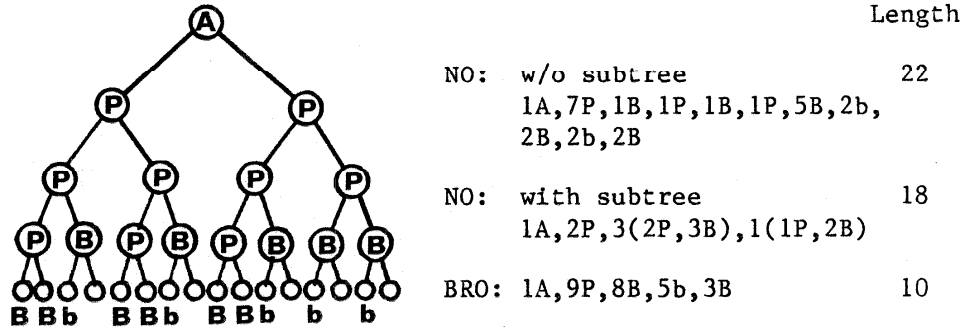 A
Length
P P
NO: w/o subtree 22
1A,7P,1B,1P,1B,1P,5B,2b,
2B,2b,2B
P P P P
NO: with subtree 18
1A,2P,3(2P,3B),1(1P,2B)
P B P B P B B B
BRO: 1A,9P,8B,5b,3B 10
B B b B B b B B b b b